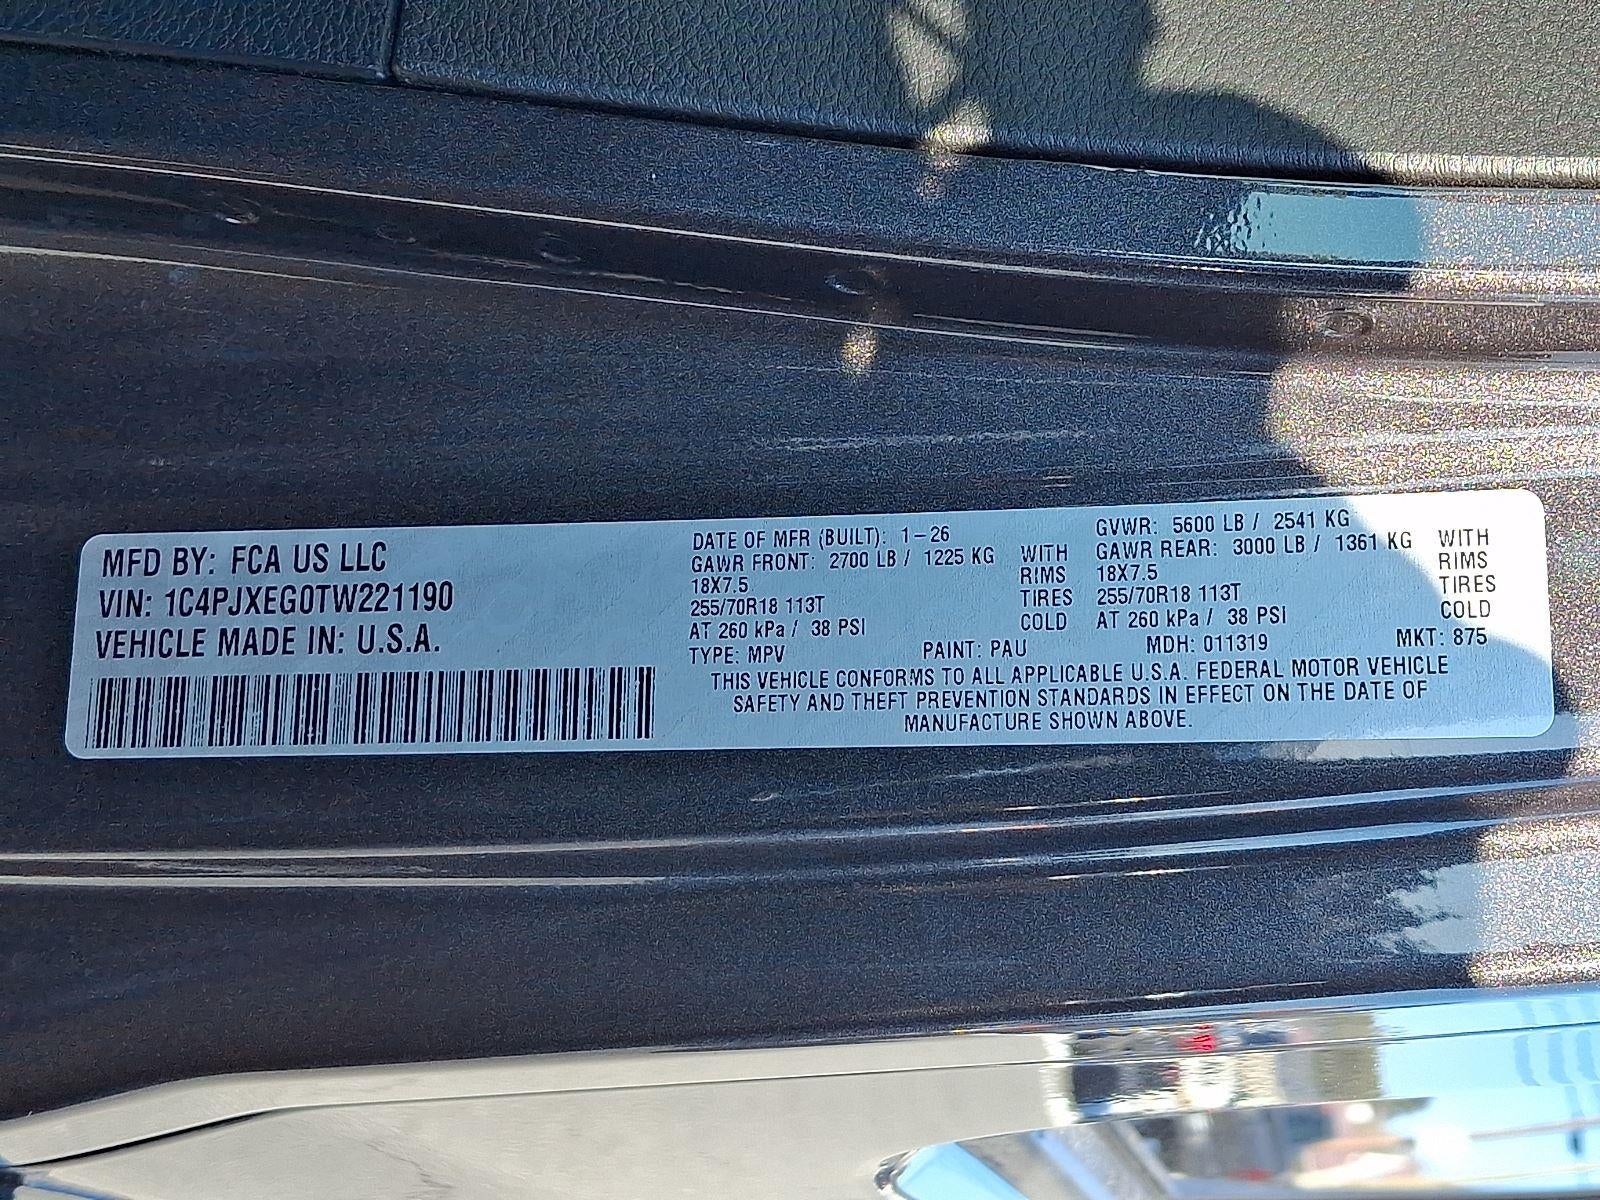 MFD BY: FCA US LLC
VIN: 1C4PJXEG0TW221190
VEHICLE MADE IN: U.S.A.
DATE OF MFR (BUILT): 1-26
GAWR FRONT: 2700 LB / 1225 KG WITH
18X7.5 RIMS
255/70R18 113T TIRES
AT 260 kPa / 38 PSI COLD
GVWR: 5600 LB / 2541 KG
GAWR REAR: 3000 LB / 1361 KG WITH
18X7.5 RIMS
255/70R18 113T TIRES
AT 260 kPa / 38 PSI COLD
TYPE: MPV PAINT: PAU MDH: 011319 MKT: 875
THIS VEHICLE CONFORMS TO ALL APPLICABLE U.S.A. FEDERAL MOTOR VEHICLE
SAFETY AND THEFT PREVENTION STANDARDS IN EFFECT ON THE DATE OF
MANUFACTURE SHOWN ABOVE.